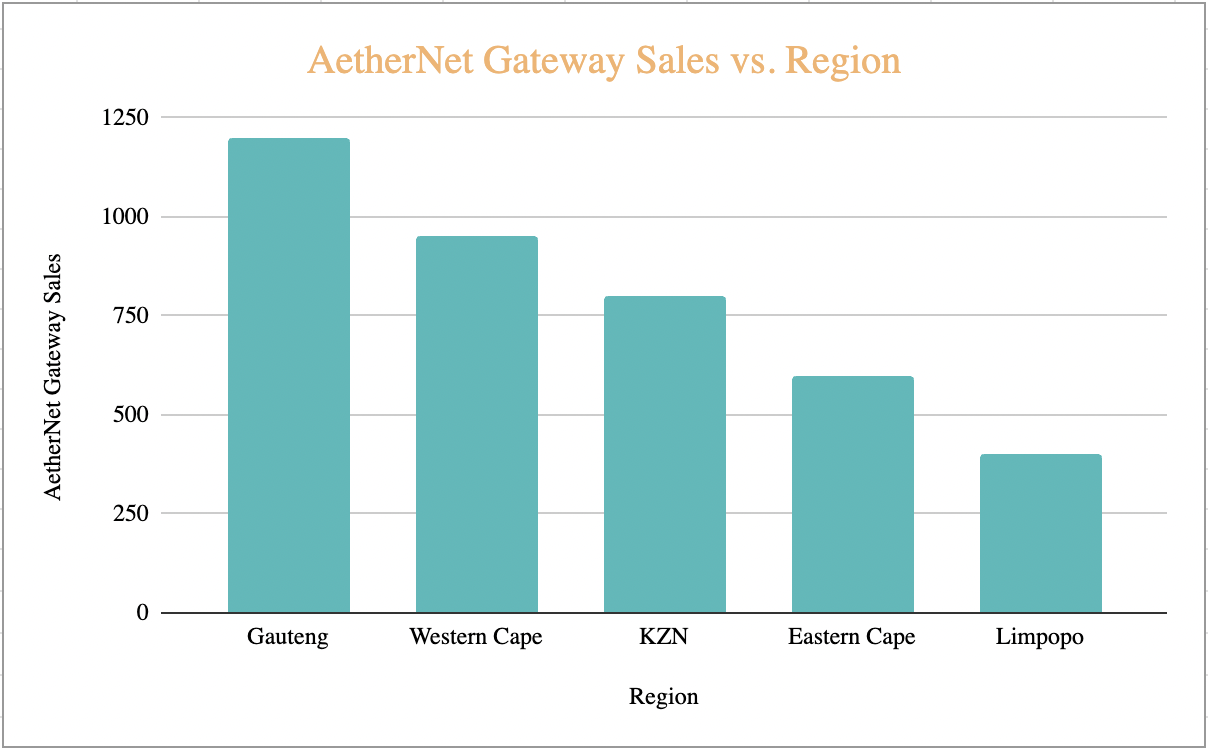 AetherNet Gateway Sales vs. Region
AetherNet Gateway Sales
1250
1000
750
500
250
0
Gauteng Western Cape KZN Eastern Cape Limpopo
Region